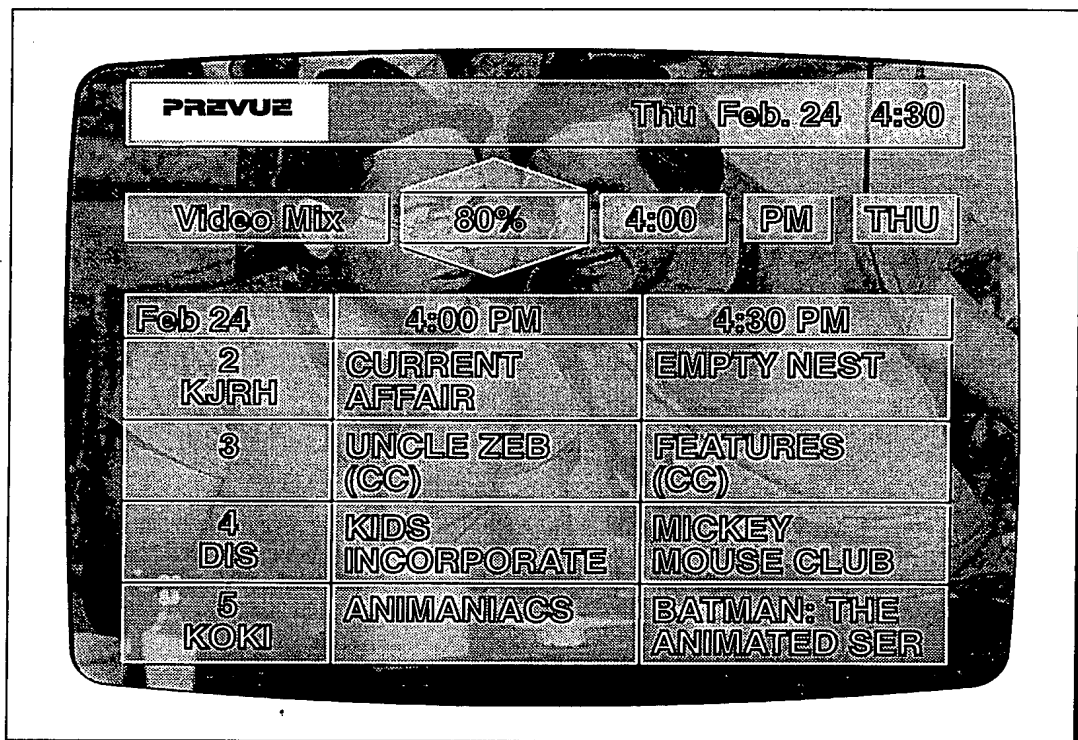 PREVUE Thu Feb. 24 4:30
Video Mix 80% 4:00 PM THU
Feb 24 4:00 PM 4:30 PM
2 CURRENT EMPTY NEST
KJRH AFFAIR
3 UNCLE ZEB FEATURES
(CC) (CC)
4 KIDS MICKEY
DIS INCORPORATE MOUSE CLUB
5 ANIMANIACS BATMAN: THE
KOKI ANIMATED SER